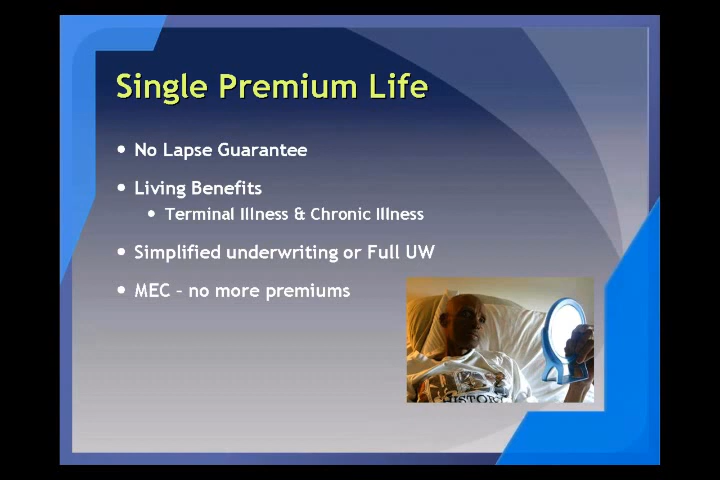 Single Premium Life
• No Lapse Guarantee
• Living Benefits
• Terminal Illness & Chronic Illness
• Simplified underwriting or Full UW
• MEC – no more premiums
HISTORY